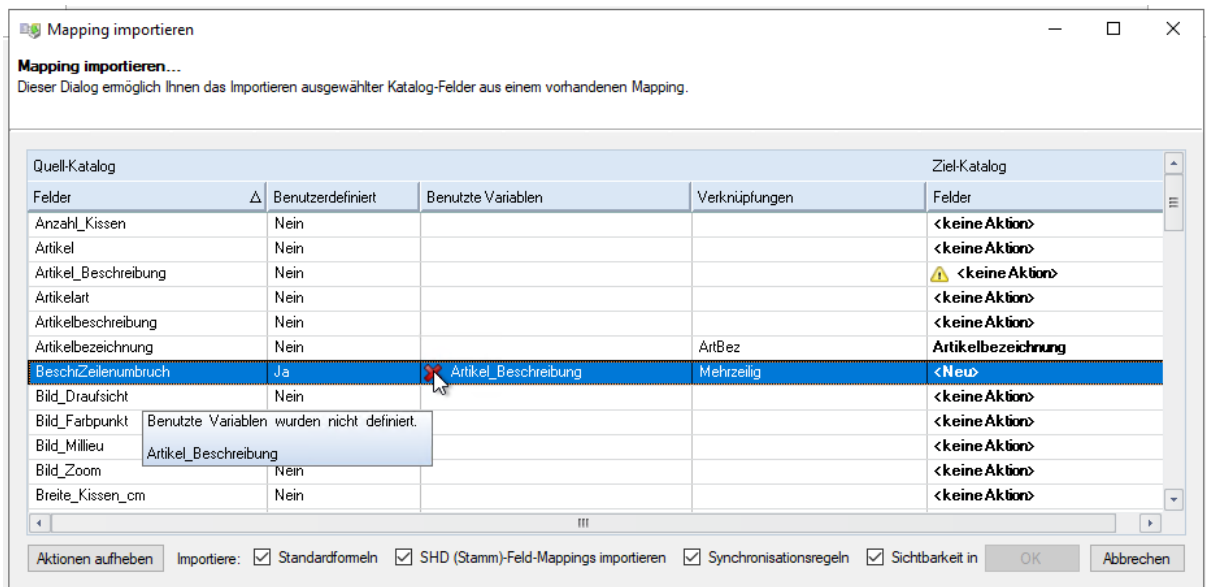 Mapping importieren
Mapping importieren...
Dieser Dialog ermöglich Ihnen das Importieren ausgewählter Katalog-Felder aus einem vorhandenen Mapping.
Quell-Katalog Ziel-Katalog
Felder Benutzerdefiniert Benutzte Variablen Verknüpfungen Felder
Anzahl_Kissen Nein <keine Aktion>
Artikel Nein <keine Aktion>
Artikel_Beschreibung Nein <keine Aktion>
Artikelart Nein <keine Aktion>
Artikelbeschreibung Nein <keine Aktion>
Artikelbezeichnung Nein ArtBez Artikelbezeichnung
BeschrZeilenumbruch Ja Artikel_Beschreibung Mehrzeilig <Neu>
Bild_Draufsicht Nein <keine Aktion>
Bild_Farbpunkt <keine Aktion>
Benutzte Variablen wurden nicht definiert.
Bild_Millieu <keine Aktion>
Artikel_Beschreibung
Bild_Zoom Nein <keine Aktion>
Breite_Kissen_cm Nein <keine Aktion>
Aktionen aufheben Importiere: Standardformeln SHD (Stamm)-Feld-Mappings importieren Synchronisationsregeln Sichtbarkeit in OK Abbrechen